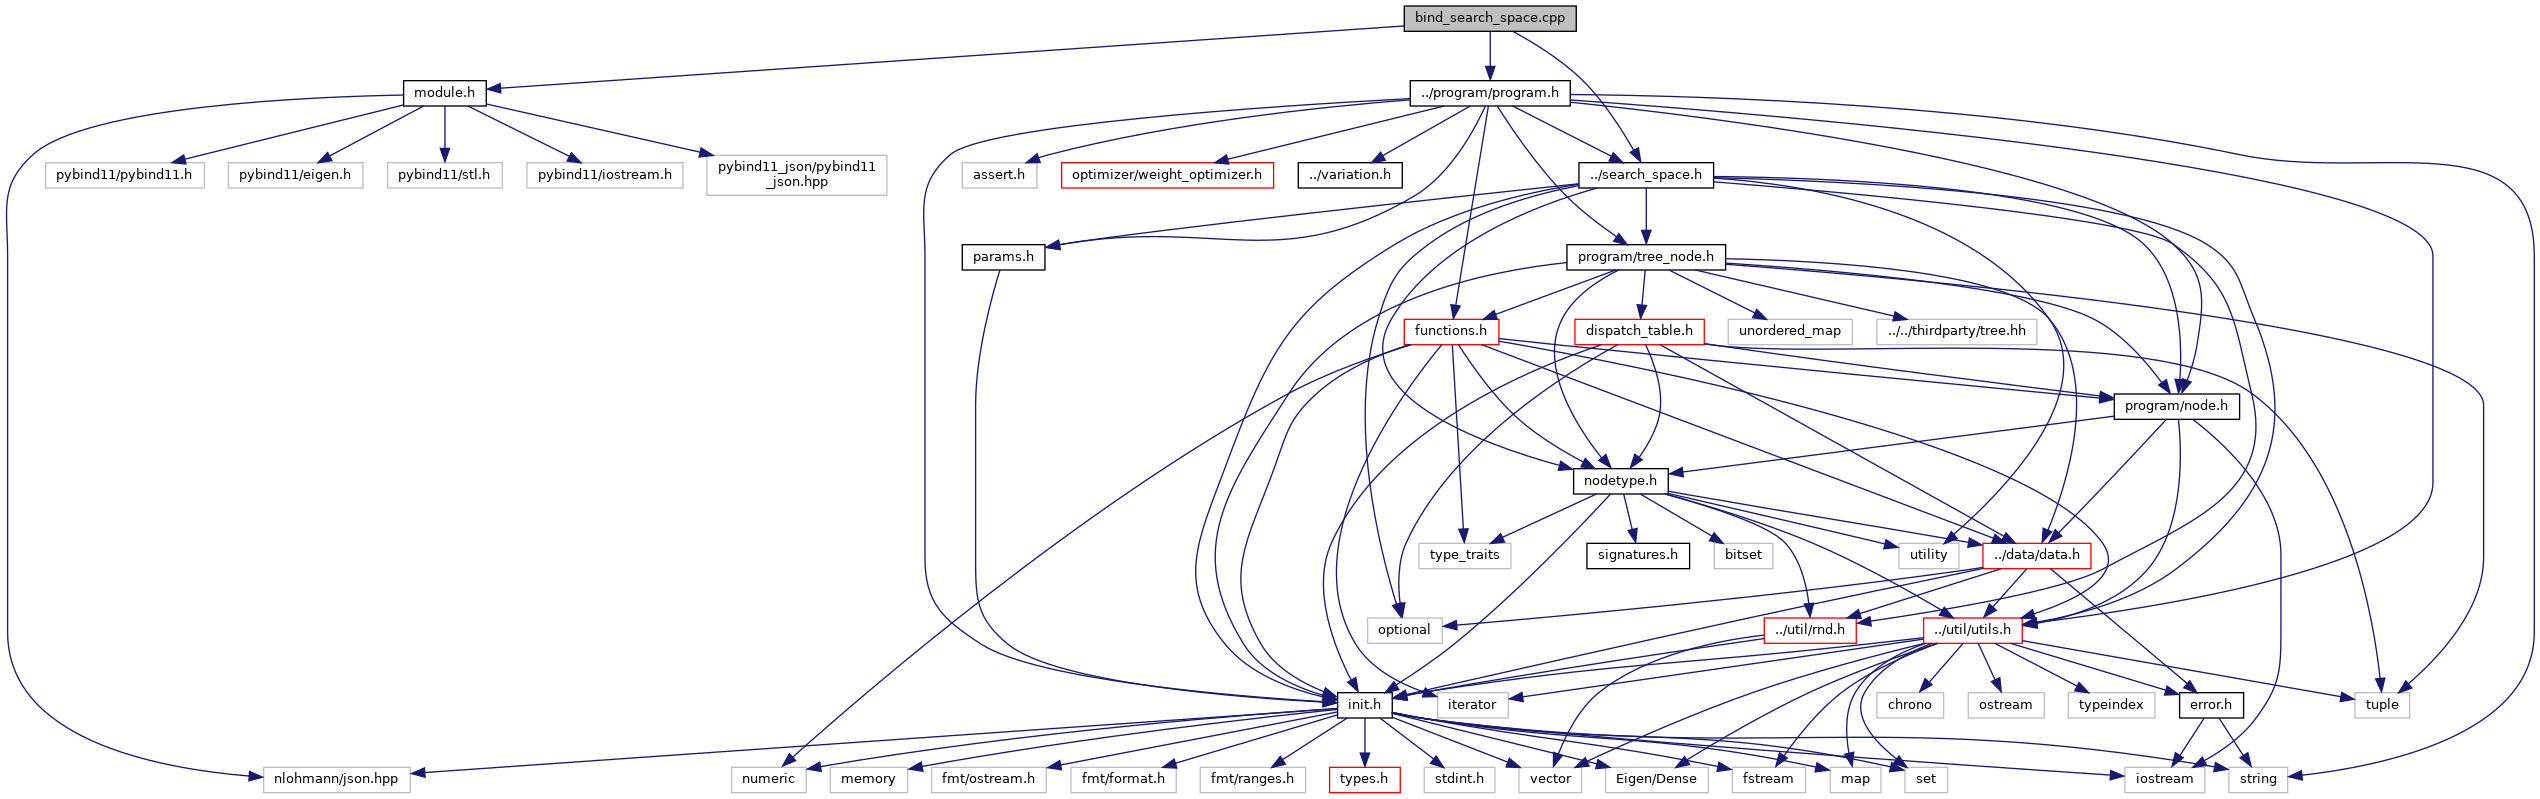 bind_search_space.cpp
module.h
../program/program.h
pybind11/pybind11.h
pybind11/eigen.h
pybind11/stl.h
pybind11/iostream.h
pybind11_json/pybind11
_json.hpp
assert.h
optimizer/weight_optimizer.h
../variation.h
../search_space.h
params.h
program/tree_node.h
functions.h
dispatch_table.h
unordered_map
../../thirdparty/tree.hh
program/node.h
nodetype.h
type_traits
signatures.h
bitset
utility
../data/data.h
optional
../util/rnd.h
../util/utils.h
init.h
iterator
chrono
ostream
typeindex
error.h
tuple
nlohmann/json.hpp
numeric
memory
fmt/ostream.h
fmt/format.h
fmt/ranges.h
types.h
stdint.h
vector
Eigen/Dense
fstream
map
set
iostream
string